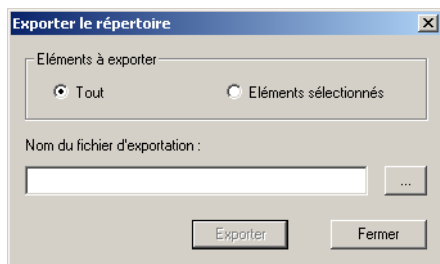 Exporter le répertoire
Eléments à exporter
Tout
Eléments sélectionnés
Nom du fichier d'exportation :
...
Exporter
Fermer